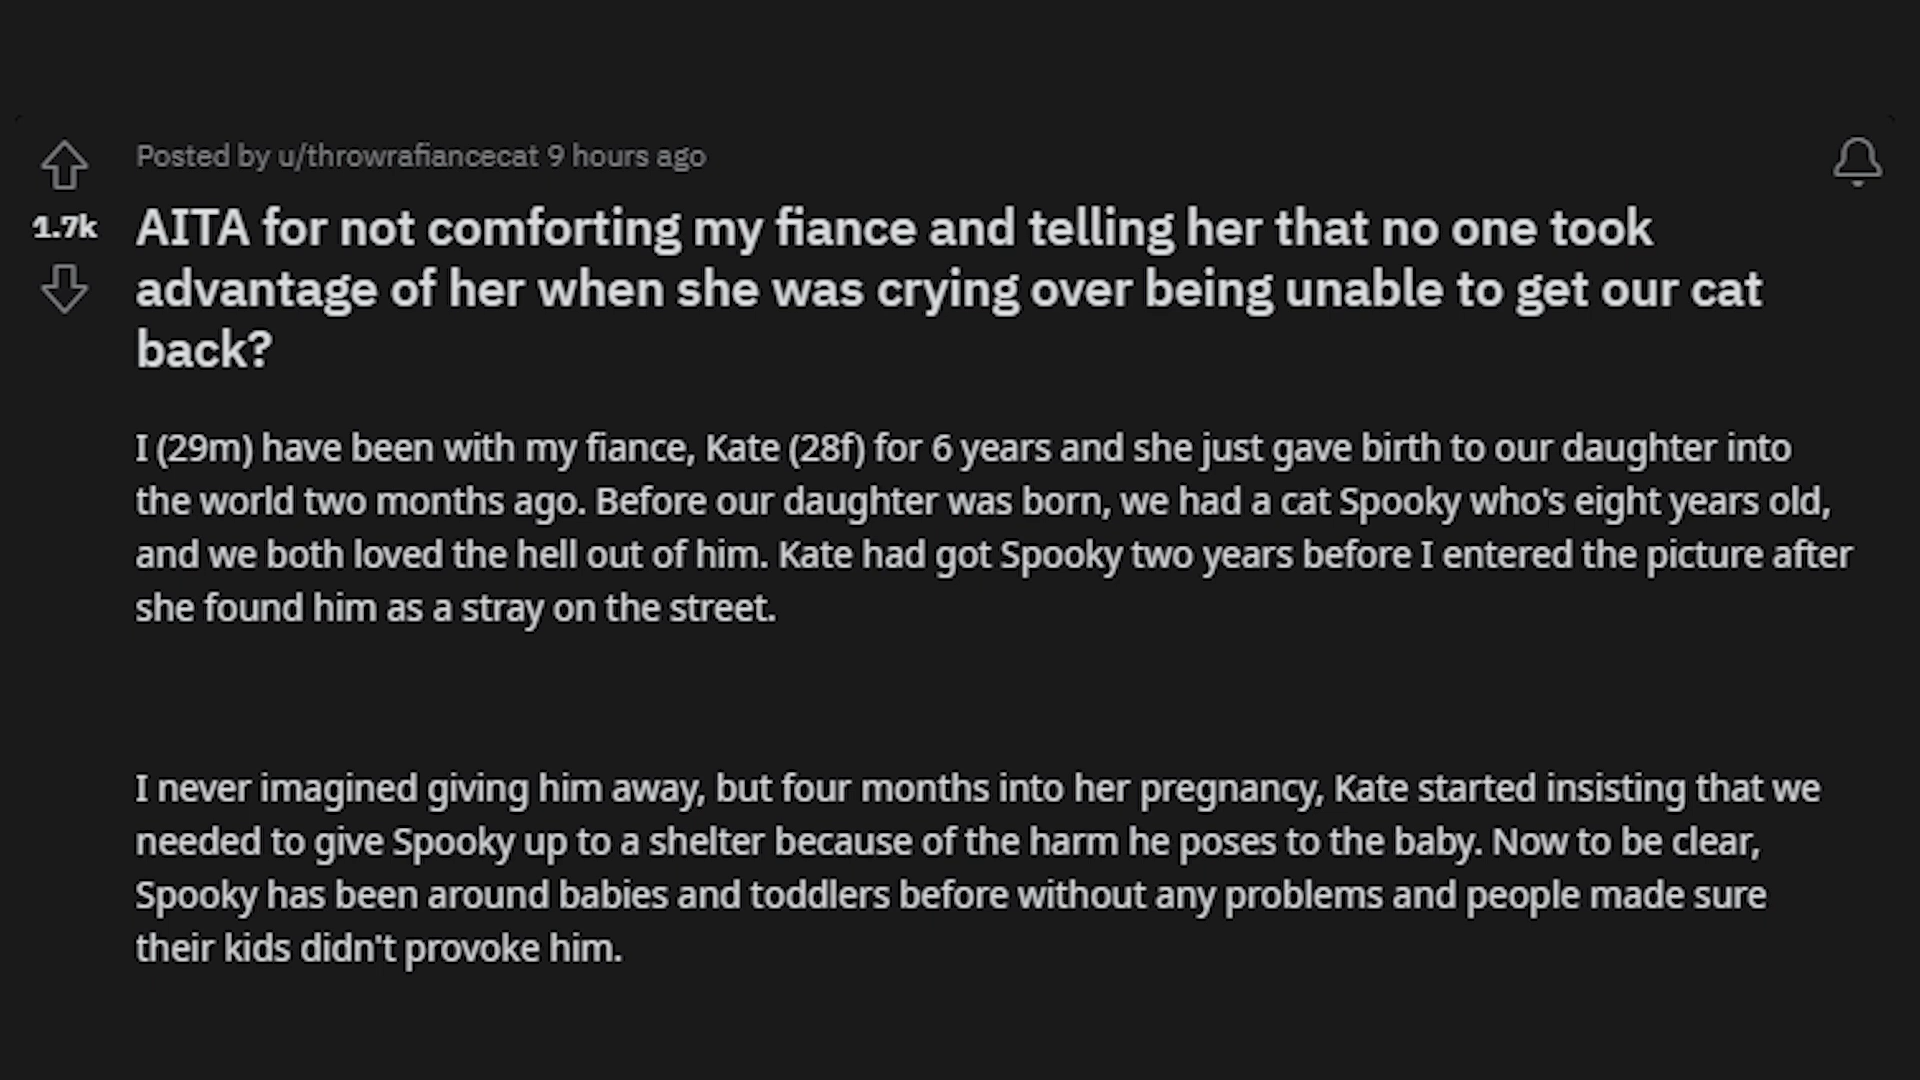 Posted by u/throwrafiancecat 9 hours ago
1.7k
AITA for not comforting my fiance and telling her that no one took
advantage of her when she was crying over being unable to get our cat
back?
I (29m) have been with my fiance, Kate (28f) for 6 years and she just gave birth to our daughter into
the world two months ago. Before our daughter was born, we had a cat Spooky who's eight years old,
and we both loved the hell out of him. Kate had got Spooky two years before I entered the picture after
she found him as a stray on the street.
I never imagined giving him away, but four months into her pregnancy, Kate started insisting that we
needed to give Spooky up to a shelter because of the harm he poses to the baby. Now to be clear,
Spooky has been around babies and toddlers before without any problems and people made sure
their kids didn't provoke him.